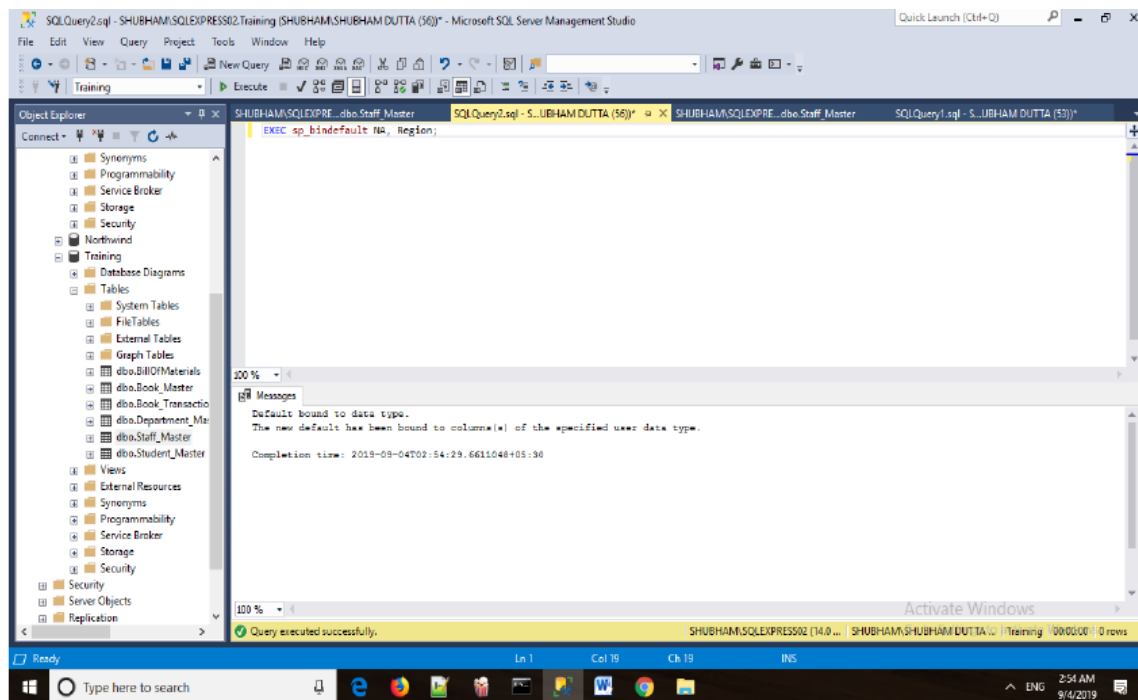 SQLQuery2.sql - SHUBHAM\SQLEXPRESS02.Training (SHUBHAM\SHUBHAM DUTTA (56))* - Microsoft SQL Server Management Studio
Quick Launch (Ctrl+Q)
File Edit View Query Project Tools Window Help
New Query
Training
Execute
Object Explorer
SHUBHAM\SQLEXPRE...dbo.Staff_Master
SQLQuery2.sql - S...UBHAM DUTTA (56))*
SHUBHAM\SQLEXPRE...dbo.Staff_Master
SQLQuery1.sql - S...UBHAM DUTTA (53))*
Connect
EXEC sp_bindefault NA, Region;
Synonyms
Programmability
Service Broker
Storage
Security
Northwind
Training
Database Diagrams
Tables
System Tables
FileTables
External Tables
Graph Tables
dbo.BillOfMaterials
dbo.Book_Master
dbo.Book_Transactio
dbo.Department_Mas
dbo.Staff_Master
dbo.Student_Master
Views
External Resources
Synonyms
Programmability
Service Broker
Storage
Security
Security
Server Objects
Replication
100 %
Messages
Default bound to data type.
The new default has been bound to columns(s) of the specified user data type.
Completion time: 2019-09-04T02:54:29.6611048+05:30
100 %
Activate Windows
Query executed successfully.
SHUBHAM\SQLEXPRESS02 (14.0 ...
SHUBHAM\SHUBHAM DUTTA ...
Training
00:00:00
0 rows
Ready
Ln 1
Col 19
Ch 19
INS
Type here to search
ENG
2:54 AM
9/4/2019